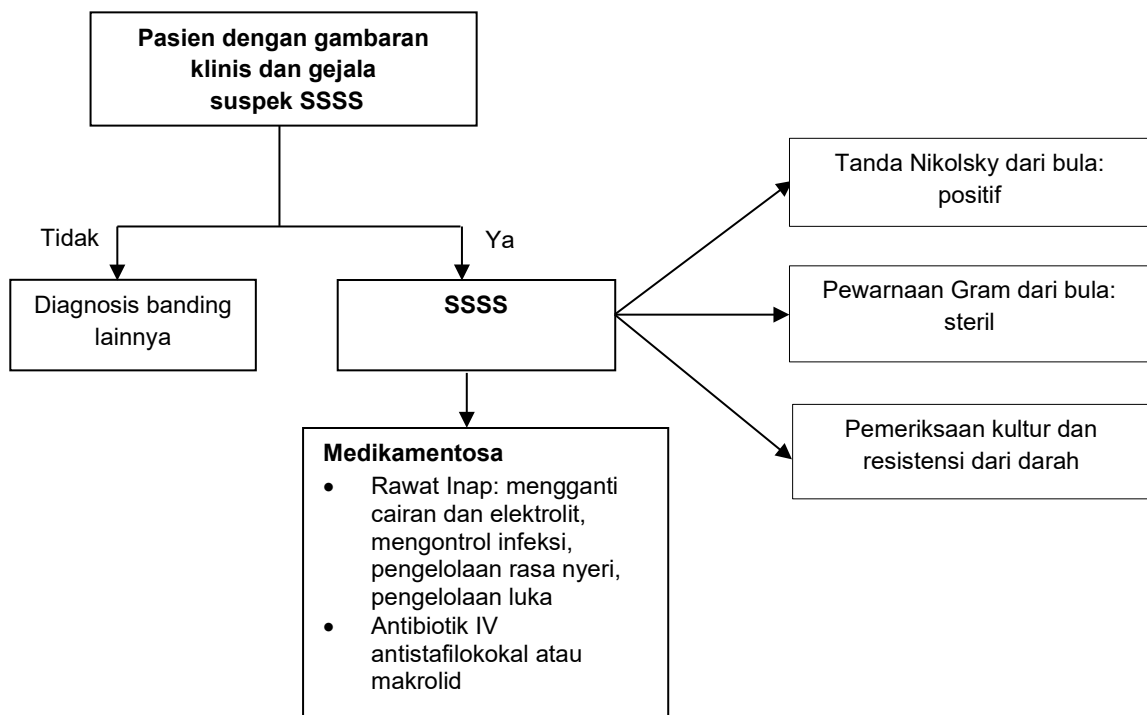 Pasien dengan gambaran
klinis dan gejala
suspek SSSS
Tidak
Ya
Diagnosis banding
lainnya
SSSS
Tanda Nikolsky dari bula:
positif
Pewarnaan Gram dari bula:
steril
Pemeriksaan kultur dan
resistensi dari darah
Medikamentosa
• Rawat Inap: mengganti
cairan dan elektrolit,
mengontrol infeksi,
pengelolaan rasa nyeri,
pengelolaan luka
• Antibiotik IV
antistafilokokal atau
makrolid